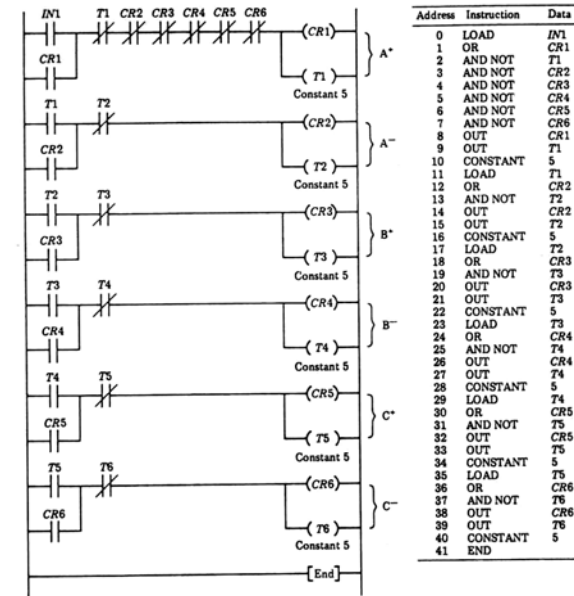 IN1 T1 CR2 CR3 CR4 CR5 CR6
(CR1)
CR1
(T1)
A+
Constant 5
T1 T2
(CR2)
CR2
(T2)
A−
Constant 5
T2 T3
(CR3)
CR3
(T3)
B+
Constant 5
T3 T4
(CR4)
CR4
(T4)
B−
Constant 5
T4 T5
(CR5)
CR5
(T5)
C+
Constant 5
T5 T6
(CR6)
CR6
(T6)
C−
Constant 5
[End]
Address Instruction Data
0 LOAD IN1
1 OR CR1
2 AND NOT T1
3 AND NOT CR2
4 AND NOT CR3
5 AND NOT CR4
6 AND NOT CR5
7 AND NOT CR6
8 OUT CR1
9 OUT T1
10 CONSTANT 5
11 LOAD T1
12 OR CR2
13 AND NOT T2
14 OUT CR2
15 OUT T2
16 CONSTANT 5
17 LOAD T2
18 OR CR3
19 AND NOT T3
20 OUT CR3
21 OUT T3
22 CONSTANT 5
23 LOAD T3
24 OR CR4
25 AND NOT T4
26 OUT CR4
27 OUT T4
28 CONSTANT 5
29 LOAD T4
30 OR CR5
31 AND NOT T5
32 OUT CR5
33 OUT T5
34 CONSTANT 5
35 LOAD T5
36 OR CR6
37 AND NOT T6
38 OUT CR6
39 OUT T6
40 CONSTANT 5
41 END